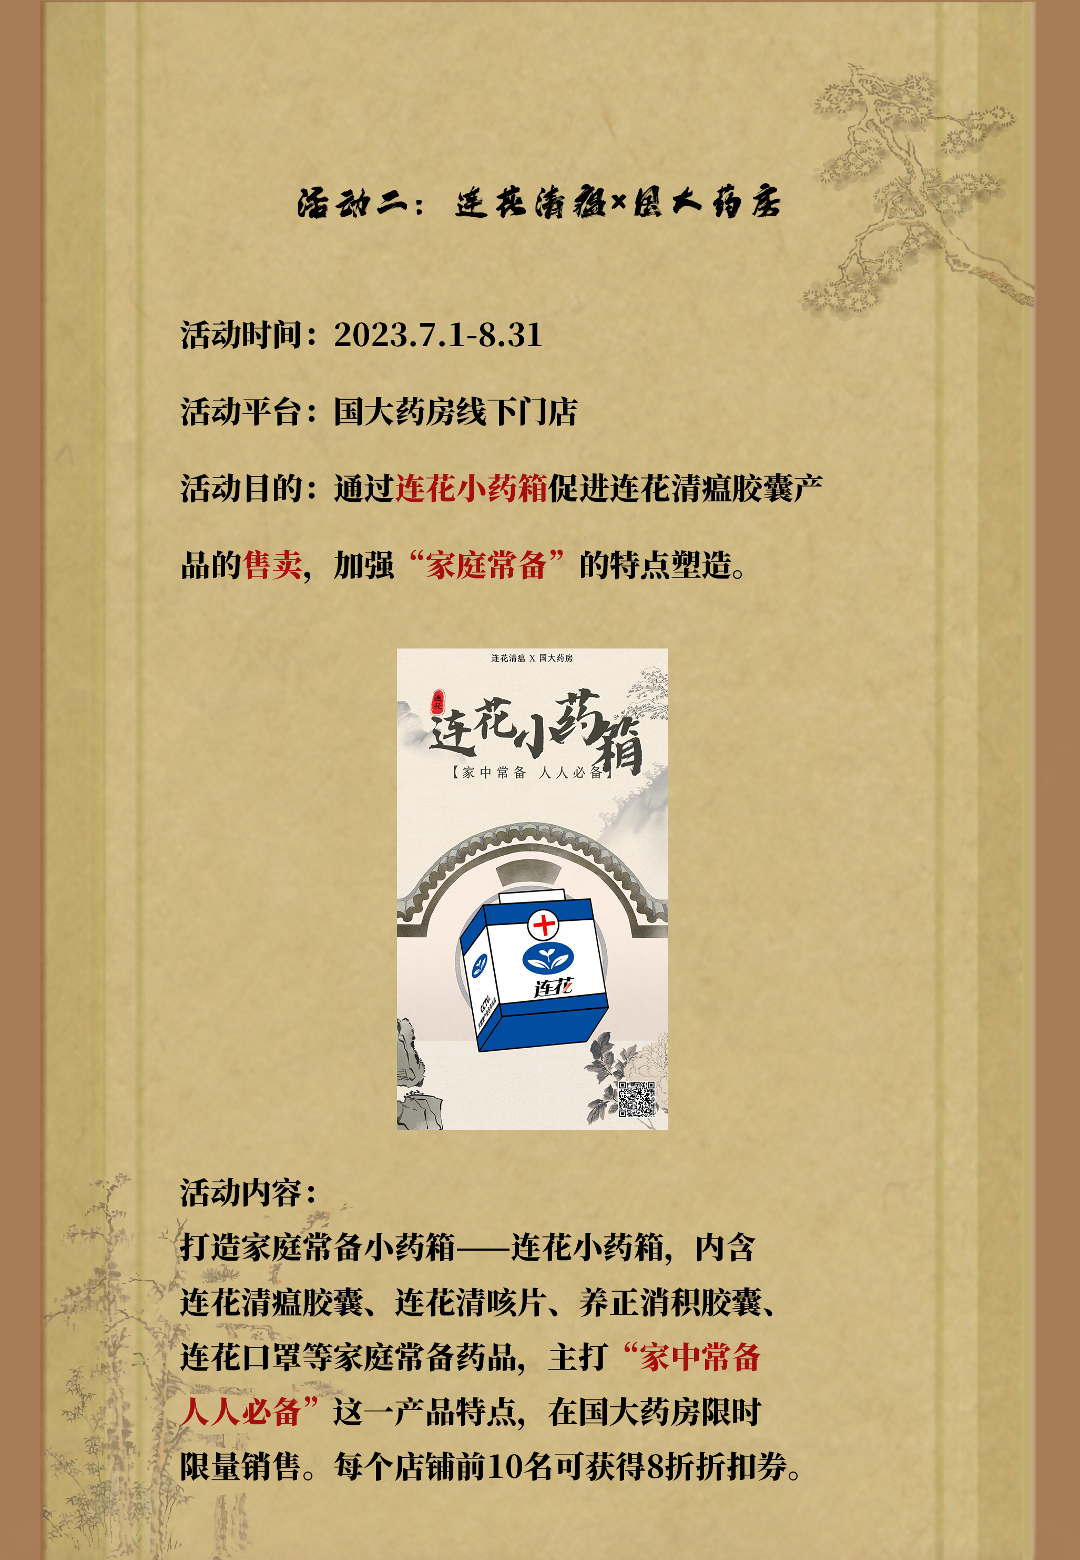 活动二：连花清瘟×国大药房
活动时间：2023.7.1-8.31
活动平台：国大药房线下门店
活动目的：通过连花小药箱促进连花清瘟胶囊产
品的售卖，加强“家庭常备”的特点塑造。
连花清瘟 X 国大药房
连花
连花小药箱
【家中常备 人人必备】
连花
活动内容：
打造家庭常备小药箱——连花小药箱，内含
连花清瘟胶囊、连花清咳片、养正消积胶囊、
连花口罩等家庭常备药品，主打“家中常备
人人必备”这一产品特点，在国大药房限时
限量销售。每个店铺前10名可获得8折折扣券。